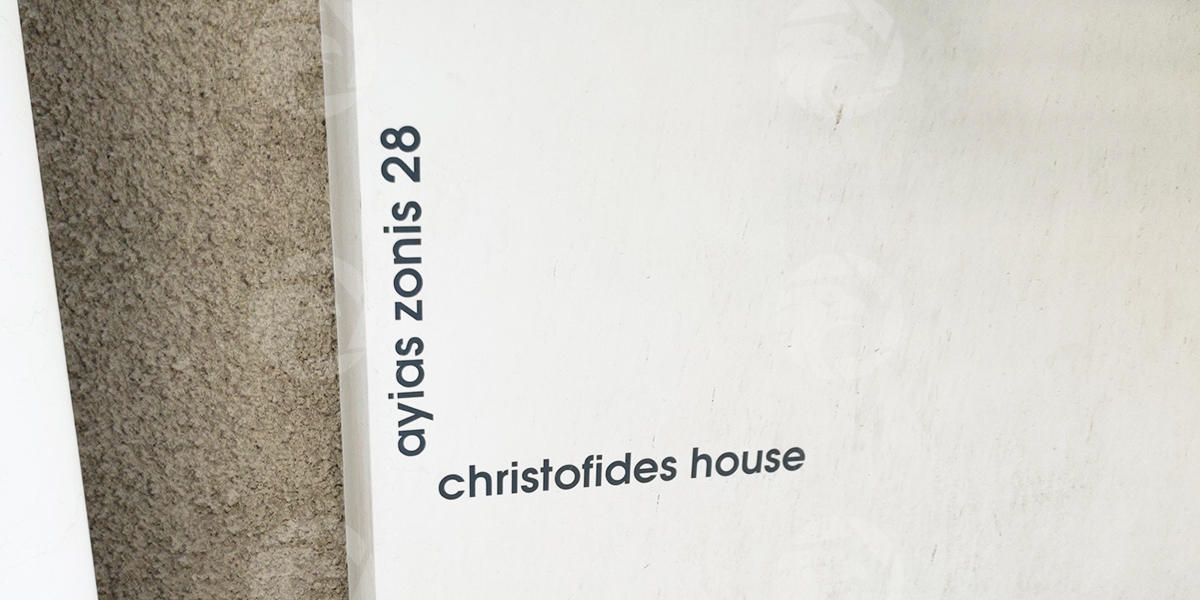 ayias zonis 28
christofides house